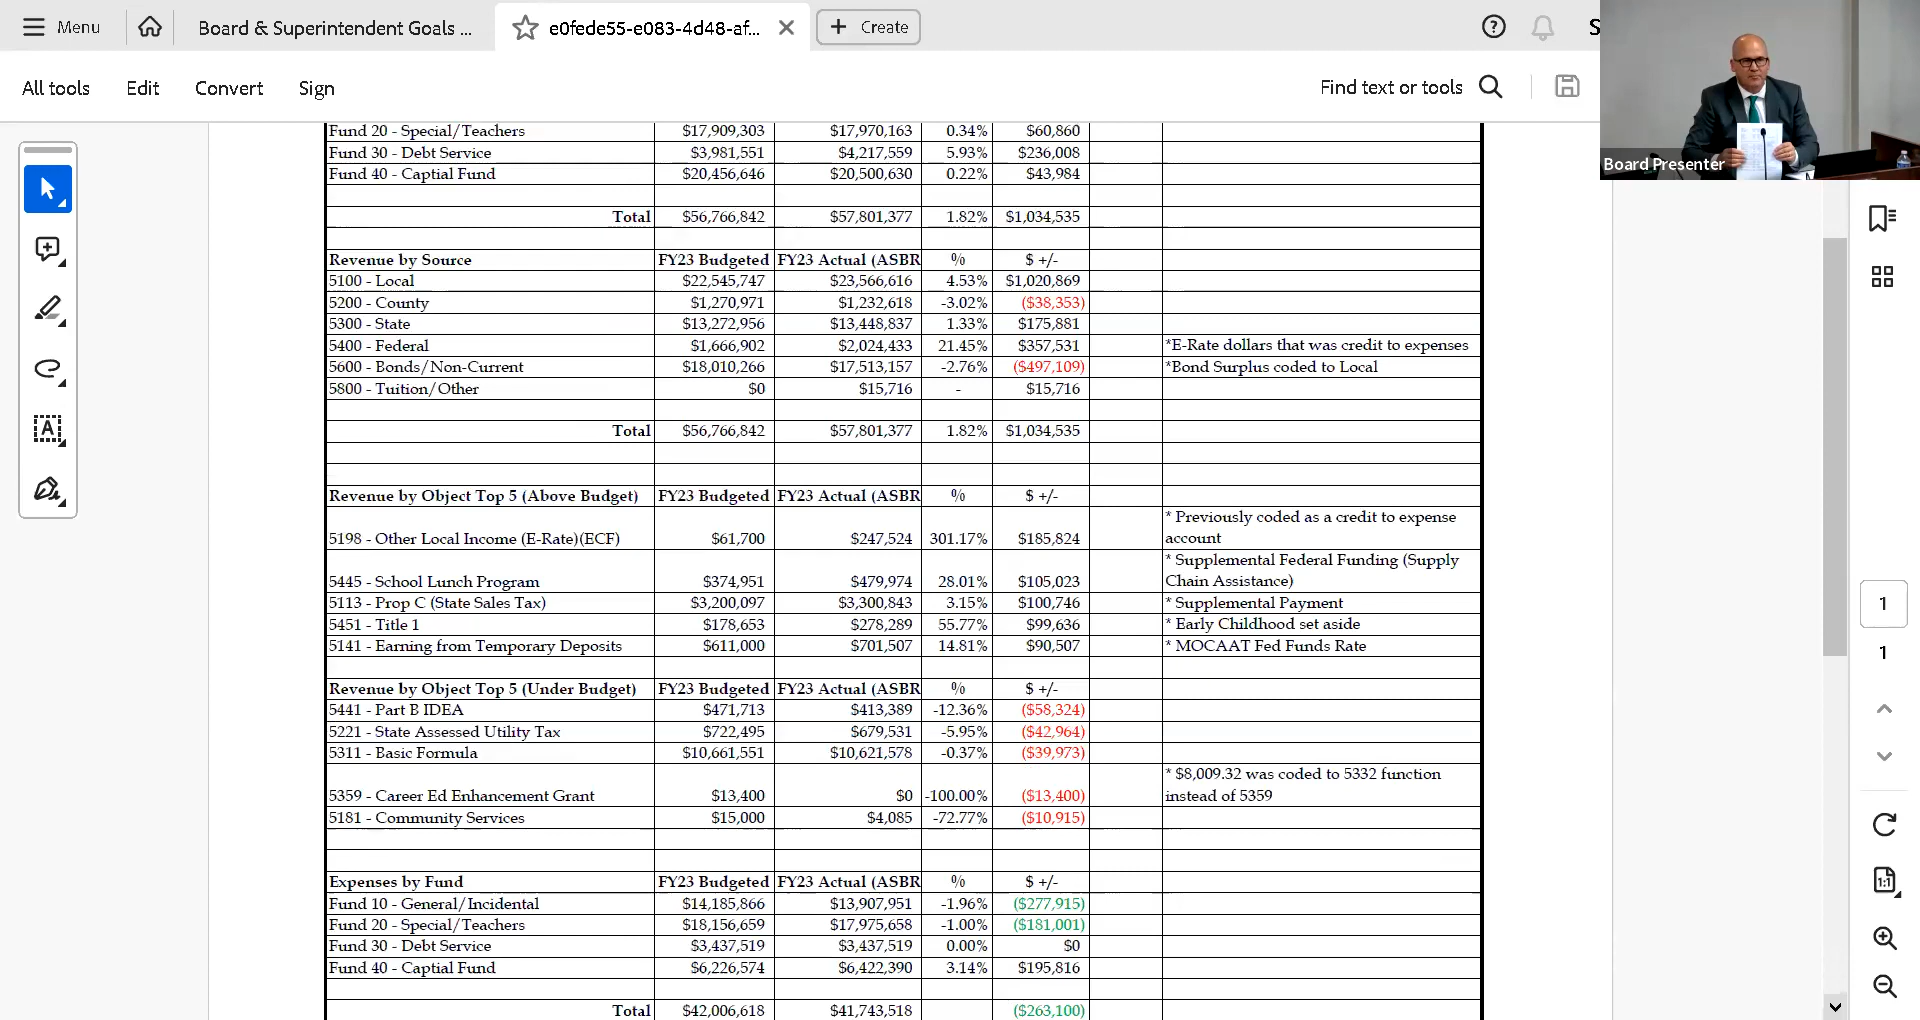 Menu
Board & Superintendent Goals ...
e0fede55-e083-4d48-af...
Create
S
All tools
Edit
Convert
Sign
Find text or tools
Board Presenter
Fund 20 - Special/Teachers $17,909,303 $17,970,163 0.34% $60,860
Fund 30 - Debt Service $3,981,551 $4,217,559 5.93% $236,008
Fund 40 - Captial Fund $20,456,646 $20,500,630 0.22% $43,984
Total $56,766,842 $57,801,377 1.82% $1,034,535
Revenue by Source FY23 Budgeted FY23 Actual (ASBR % $ +/-
5100 - Local $22,545,747 $23,566,616 4.53% $1,020,869
5200 - County $1,270,971 $1,232,618 -3.02% ($38,353)
5300 - State $13,272,956 $13,448,837 1.33% $175,881
5400 - Federal $1,666,902 $2,024,433 21.45% $357,531 *E-Rate dollars that was credit to expenses
5600 - Bonds/Non-Current $18,010,266 $17,513,157 -2.76% ($497,109) *Bond Surplus coded to Local
5800 - Tuition/Other $0 $15,716 - $15,716
Total $56,766,842 $57,801,377 1.82% $1,034,535
Revenue by Object Top 5 (Above Budget) FY23 Budgeted FY23 Actual (ASBR % $ +/-
* Previously coded as a credit to expense
5198 - Other Local Income (E-Rate)(ECF) $61,700 $247,524 301.17% $185,824 account
* Supplemental Federal Funding (Supply
5445 - School Lunch Program $374,951 $479,974 28.01% $105,023 Chain Assistance)
5113 - Prop C (State Sales Tax) $3,200,097 $3,300,843 3.15% $100,746 * Supplemental Payment
5451 - Title 1 $178,653 $278,289 55.77% $99,636 * Early Childhood set aside
5141 - Earning from Temporary Deposits $611,000 $701,507 14.81% $90,507 * MOCAAT Fed Funds Rate
Revenue by Object Top 5 (Under Budget) FY23 Budgeted FY23 Actual (ASBR % $ +/-
5441 - Part B IDEA $471,713 $413,389 -12.36% ($58,324)
5221 - State Assessed Utility Tax $722,495 $679,531 -5.95% ($42,964)
5311 - Basic Formula $10,661,551 $10,621,578 -0.37% ($39,973)
* $8,009.32 was coded to 5332 function
5359 - Career Ed Enhancement Grant $13,400 $0 -100.00% ($13,400) instead of 5359
5181 - Community Services $15,000 $4,085 -72.77% ($10,915)
Expenses by Fund FY23 Budgeted FY23 Actual (ASBR % $ +/-
Fund 10 - General/Incidental $14,185,866 $13,907,951 -1.96% ($277,915)
Fund 20 - Special/Teachers $18,156,659 $17,975,658 -1.00% ($181,001)
Fund 30 - Debt Service $3,437,519 $3,437,519 0.00% $0
Fund 40 - Captial Fund $6,226,574 $6,422,390 3.14% $195,816
Total $42,006,618 $41,743,518 ($263,100)
1
1
1:1